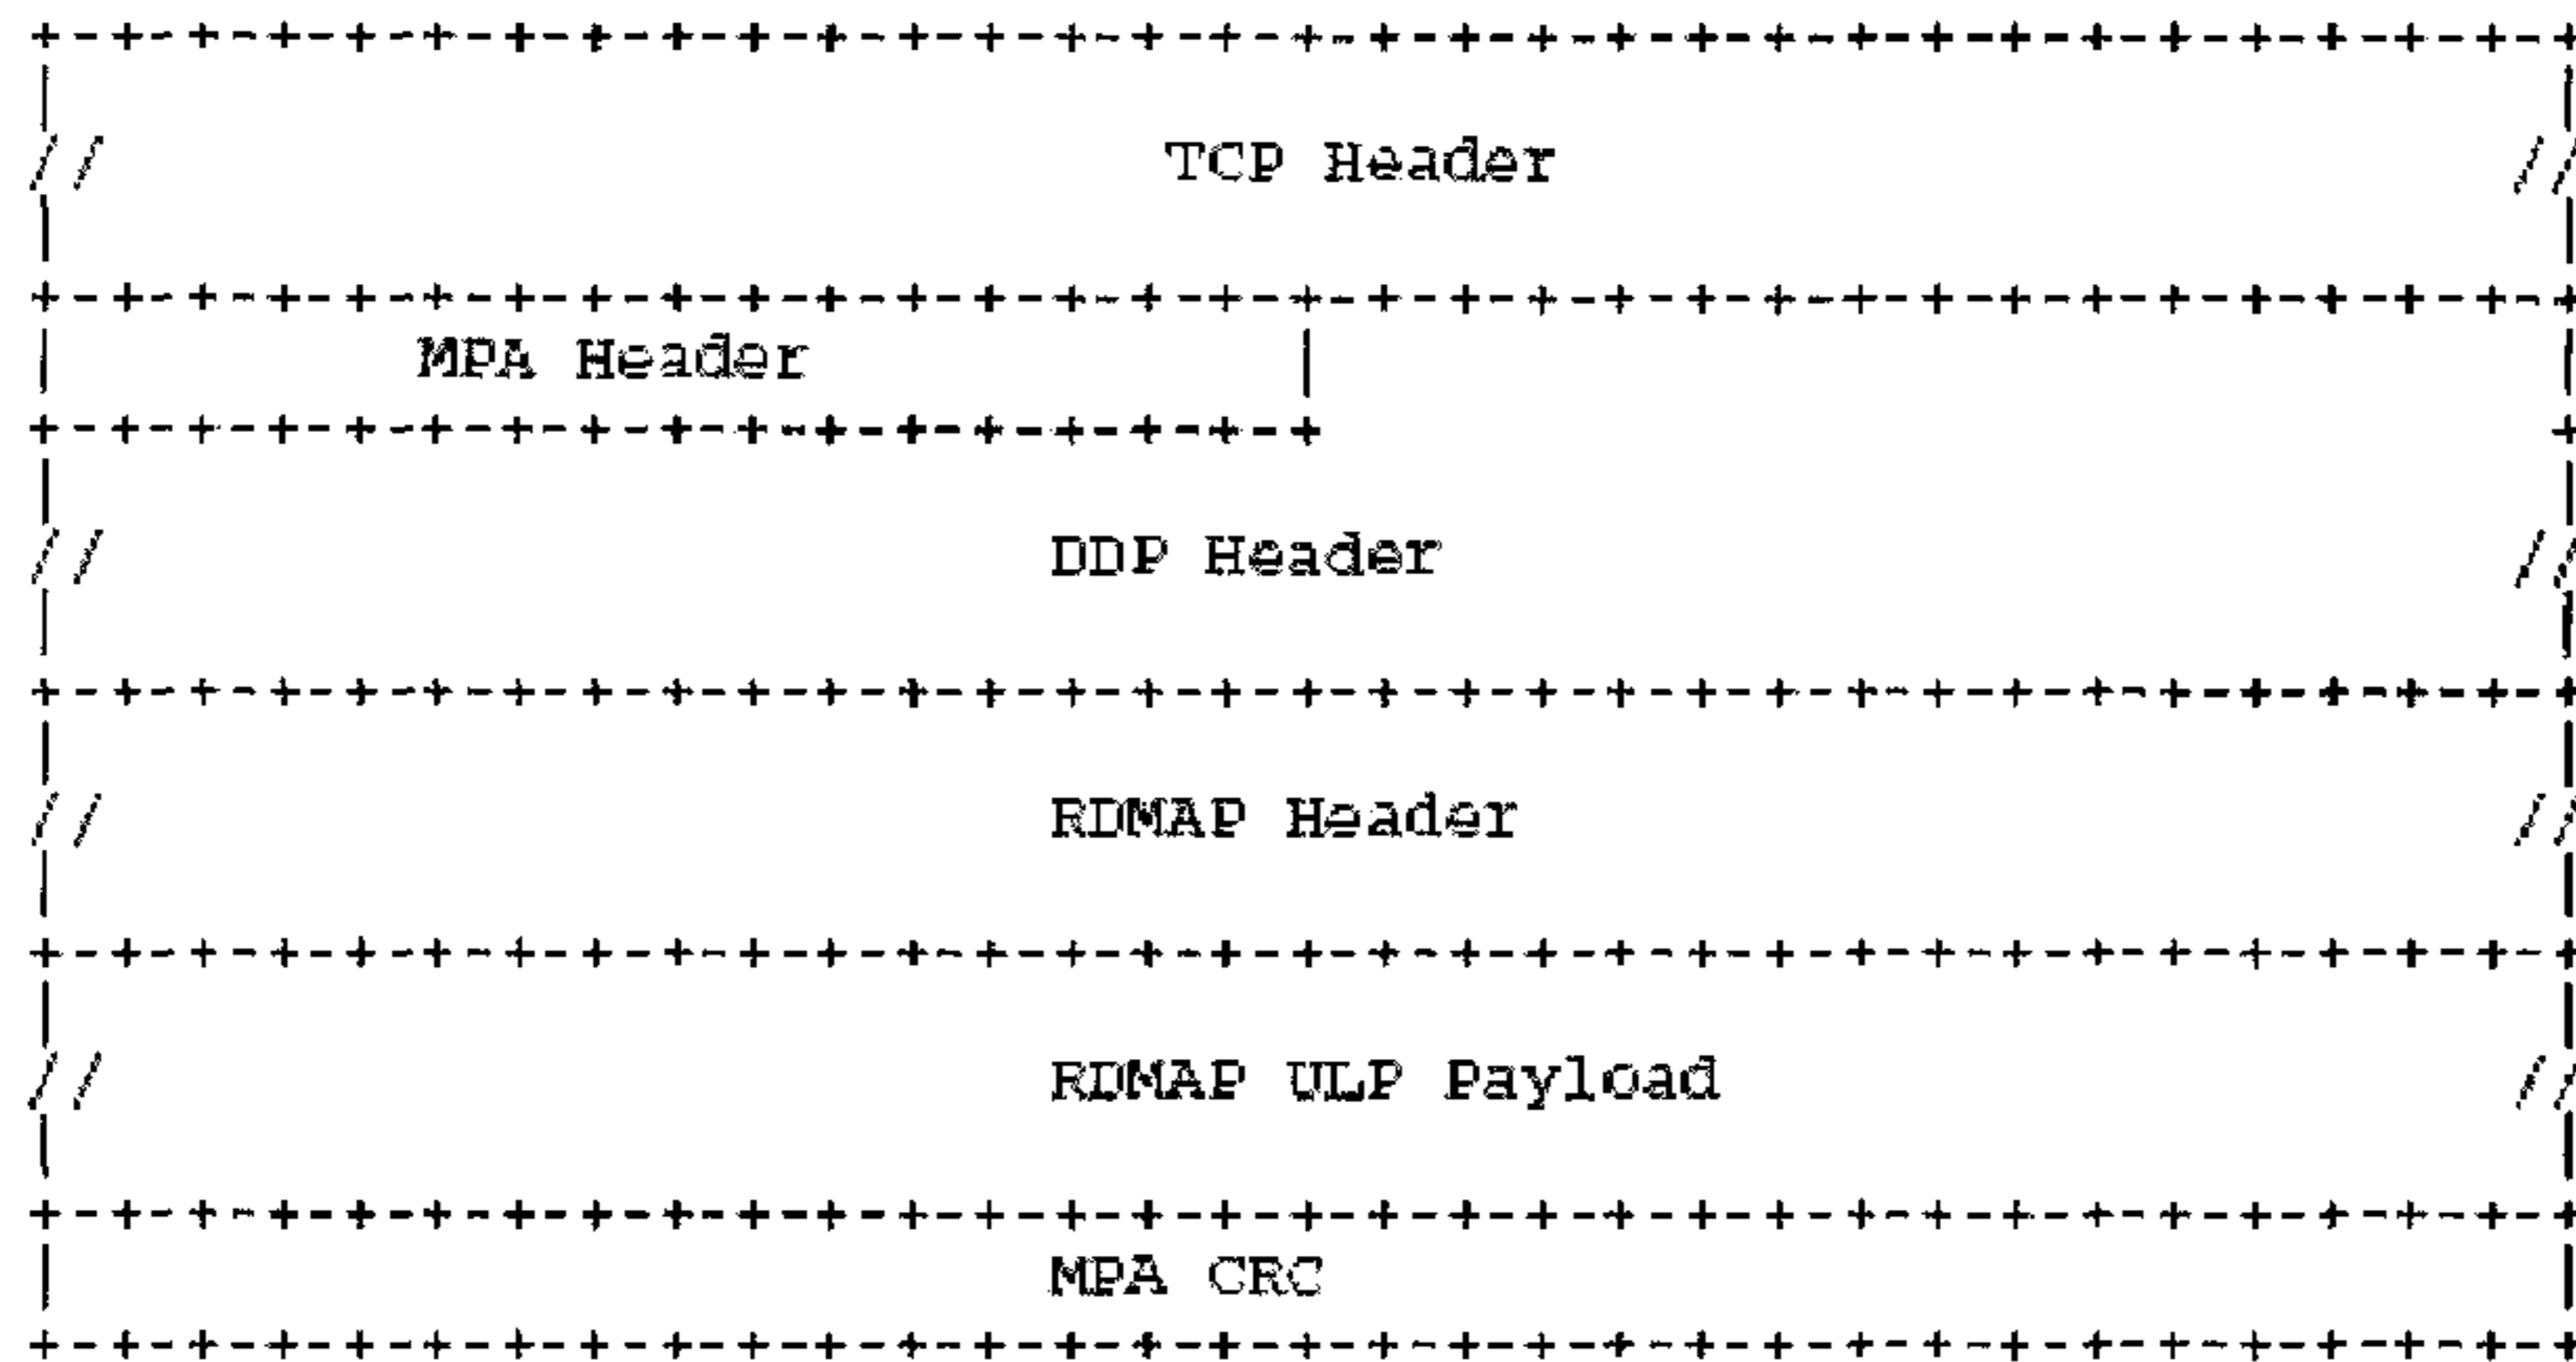 +-+-+-+-+-+-+-+-+-+-+-+-+-+-+-+-+-+-+-+-+-+-+-+-+-+-+-+-+-+-+-+-+
|                                                               |
//                           TCP Header                        //
|                                                               |
+-+-+-+-+-+-+-+-+-+-+-+-+-+-+-+-+-+-+-+-+-+-+-+-+-+-+-+-+-+-+-+-+
|         MPA Header            |                               |
+-+-+-+-+-+-+-+-+-+-+-+-+-+-+-+-+                               +
|                                                               |
//                        DDP Header                           //
|                                                               |
+-+-+-+-+-+-+-+-+-+-+-+-+-+-+-+-+-+-+-+-+-+-+-+-+-+-+-+-+-+-+-+-+
|                                                               |
//                        RDMAP Header                         //
|                                                               |
+-+-+-+-+-+-+-+-+-+-+-+-+-+-+-+-+-+-+-+-+-+-+-+-+-+-+-+-+-+-+-+-+
|                                                               |
//                        RDMAP ULP Payload                    //
|                                                               |
+-+-+-+-+-+-+-+-+-+-+-+-+-+-+-+-+-+-+-+-+-+-+-+-+-+-+-+-+-+-+-+-+
|                         MPA CRC                               |
+-+-+-+-+-+-+-+-+-+-+-+-+-+-+-+-+-+-+-+-+-+-+-+-+-+-+-+-+-+-+-+-+